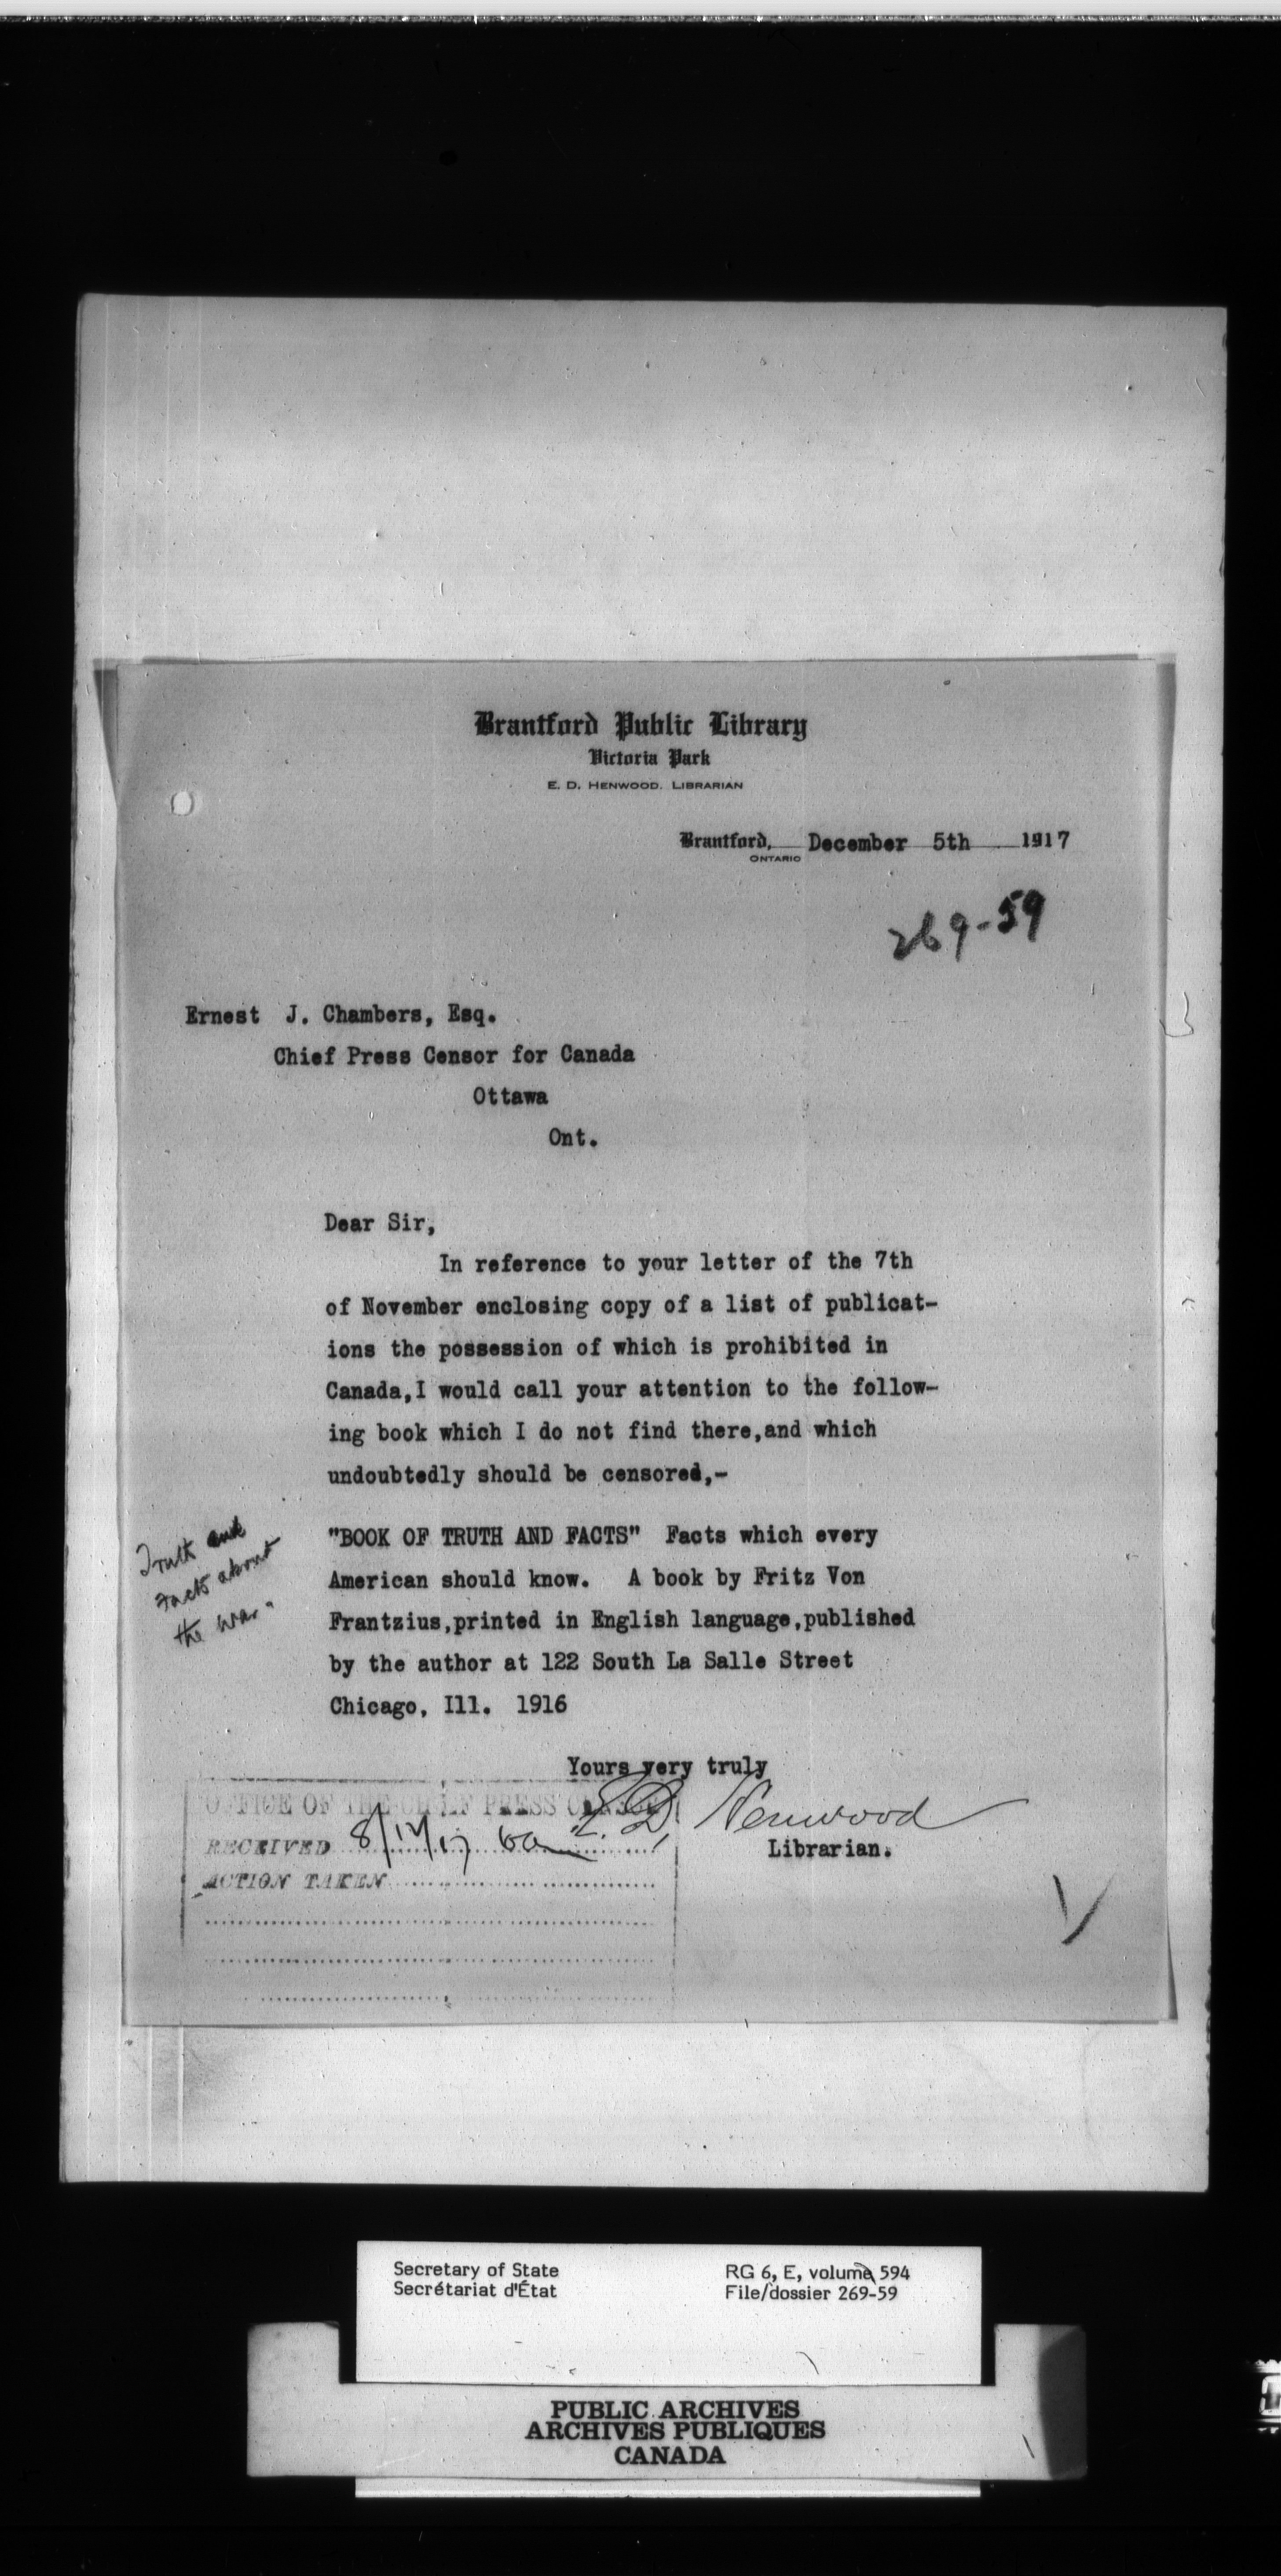 Brantford Public Library
Victoria Park
E. D. HENWOOD. LIBRARIAN
Brantford, December 5th 1917
ONTARIO
269-59
Ernest J. Chambers, Esq.
Chief Press Censor for Canada
Ottawa
Ont.
Dear Sir,
In reference to your letter of the 7th
of November enclosing copy of a list of publicat-
ions the possession of which is prohibited in
Canada,I would call your attention to the follow-
ing book which I do not find there,and which
undoubtedly should be censored,-
"BOOK OF TRUTH AND FACTS" Facts which every
American should know. A book by Fritz Von
Frantzius,printed in English language,published
by the author at 122 South La Salle Street
Chicago, Ill. 1916
Truth and
Facts about
the War"
Yours very truly
E. D. Henwood
Librarian.
OFFICE OF THE CHIEF PRESS CENSOR
RECEIVED 8/12/17
ACTION TAKEN
Secretary of State
Secrétariat d'État
RG 6, E, volume 594
File/dossier 269-59
PUBLIC ARCHIVES
ARCHIVES PUBLIQUES
CANADA